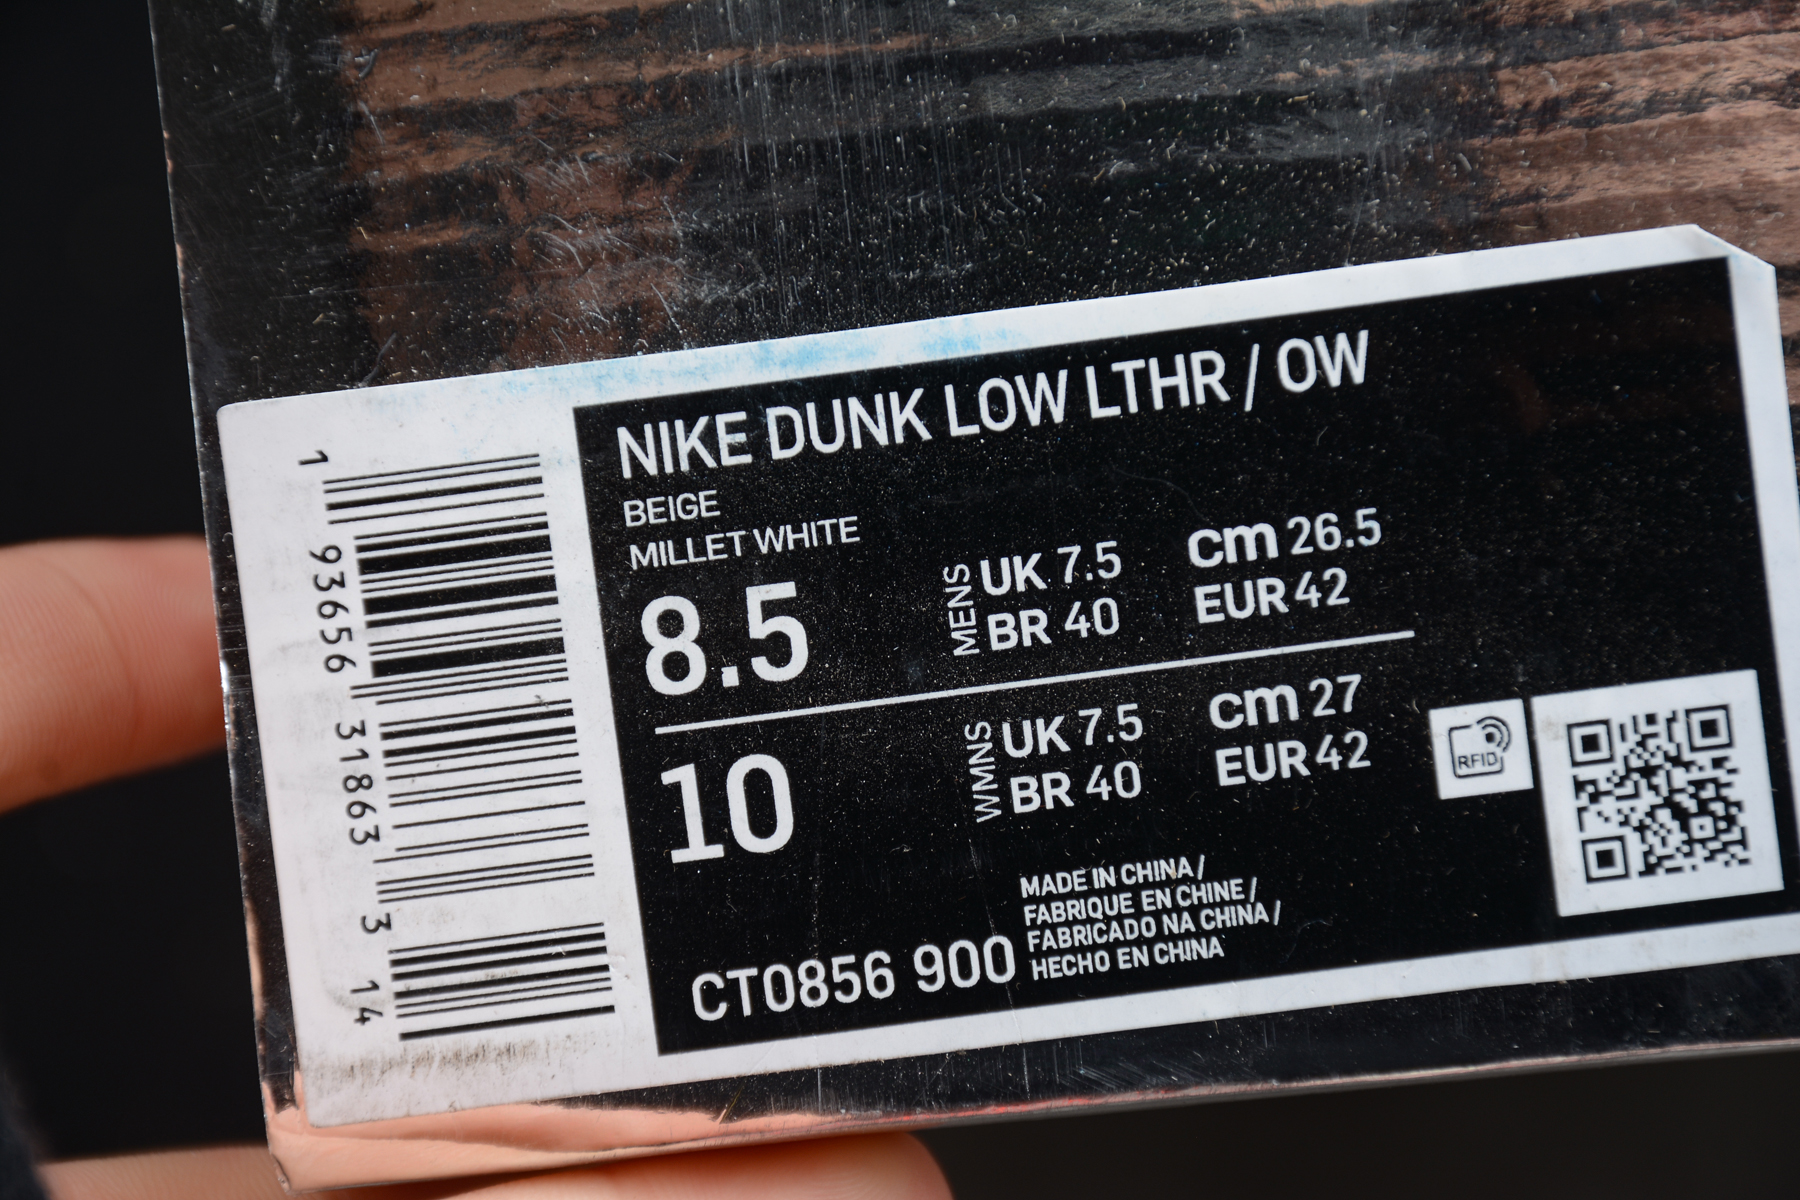 NIKE DUNK LOW LTHR / OW
BEIGE
MILLET WHITE
8.5
MENS
UK 7.5
BR 40
cm 26.5
EUR 42
10
WMNS
UK 7.5
BR 40
cm 27
EUR 42
RFID
MADE IN CHINA /
FABRIQUE EN CHINE /
FABRICADO NA CHINA /
HECHO EN CHINA
CT0856 900
1 93656 31863 3 14